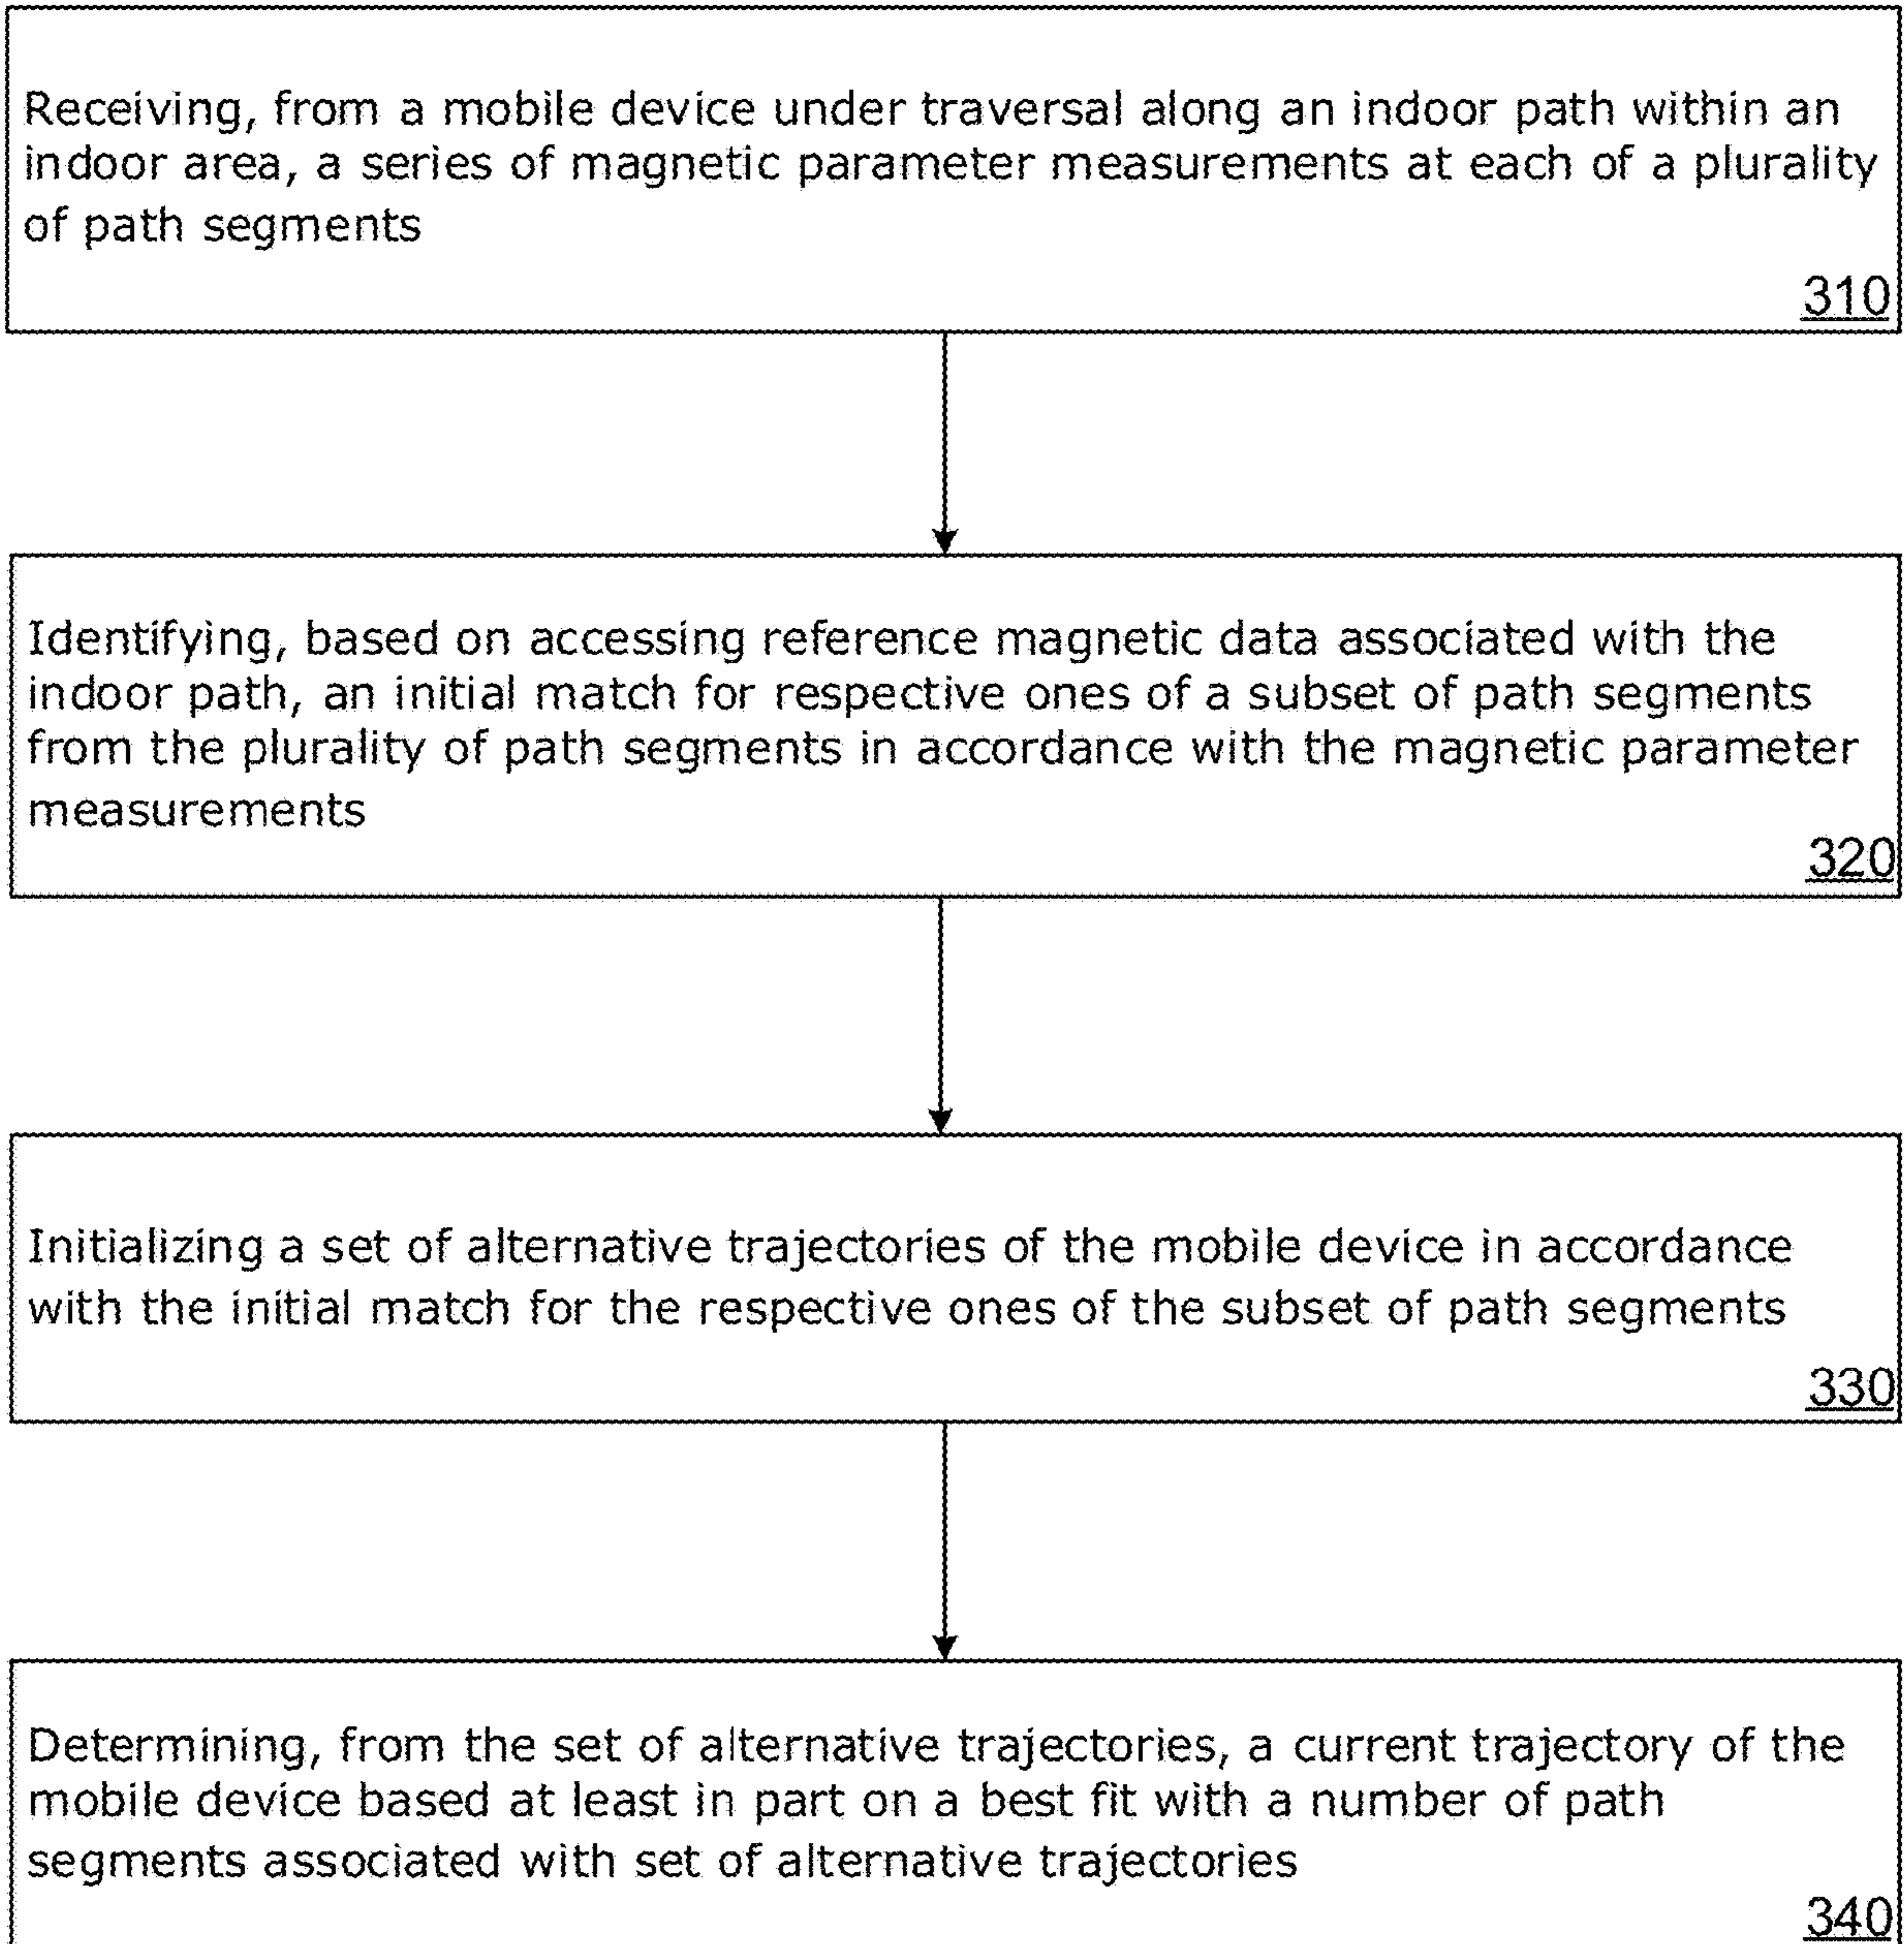 Receiving, from a mobile device under traversal along an indoor path within an
indoor area, a series of magnetic parameter measurements at each of a plurality
of path segments
310
Identifying, based on accessing reference magnetic data associated with the
indoor path, an initial match for respective ones of a subset of path segments
from the plurality of path segments in accordance with the magnetic parameter
measurements
320
Initializing a set of alternative trajectories of the mobile device in accordance
with the initial match for the respective ones of the subset of path segments
330
Determining, from the set of alternative trajectories, a current trajectory of the
mobile device based at least in part on a best fit with a number of path
segments associated with set of alternative trajectories
340